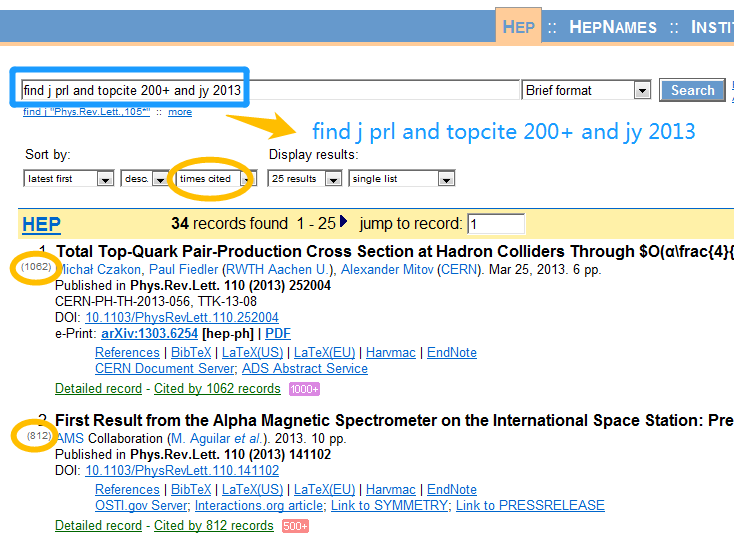 HEP :: HEPNAMES :: INSTI
find j prl and topcite 200+ and jy 2013 Brief format Search
find j "Phys.Rev.Lett.,105*" :: more
find j prl and topcite 200+ and jy 2013
Sort by: Display results:
latest first desc. times cited 25 results single list
HEP 34 records found 1 - 25 jump to record: 1
1. Total Top-Quark Pair-Production Cross Section at Hadron Colliders Through $O(α\frac{4}{
(1062) Michał Czakon, Paul Fiedler (RWTH Aachen U.), Alexander Mitov (CERN). Mar 25, 2013. 6 pp.
Published in Phys.Rev.Lett. 110 (2013) 252004
CERN-PH-TH-2013-056, TTK-13-08
DOI: 10.1103/PhysRevLett.110.252004
e-Print: arXiv:1303.6254 [hep-ph] | PDF
References | BibTeX | LaTeX(US) | LaTeX(EU) | Harvmac | EndNote
CERN Document Server; ADS Abstract Service
Detailed record - Cited by 1062 records 1000+
2. First Result from the Alpha Magnetic Spectrometer on the International Space Station: Pre
(812) AMS Collaboration (M. Aguilar et al.). 2013. 10 pp.
Published in Phys.Rev.Lett. 110 (2013) 141102
DOI: 10.1103/PhysRevLett.110.141102
References | BibTeX | LaTeX(US) | LaTeX(EU) | Harvmac | EndNote
OSTI.gov Server; Interactions.org article; Link to SYMMETRY; Link to PRESSRELEASE
Detailed record - Cited by 812 records 500+